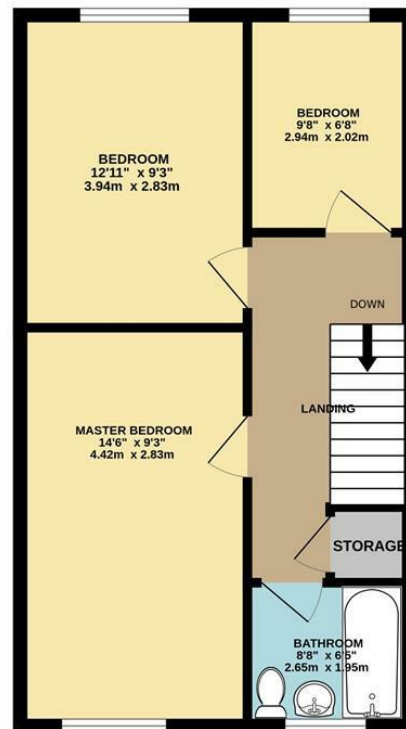 BEDROOM
12'11" x 9'3"
3.94m x 2.83m
BEDROOM
9'8" x 6'8"
2.94m x 2.02m
DOWN
LANDING
MASTER BEDROOM
14'6" x 9'3"
4.42m x 2.83m
STORAGE
BATHROOM
8'8" x 6'5"
2.65m x 1.95m